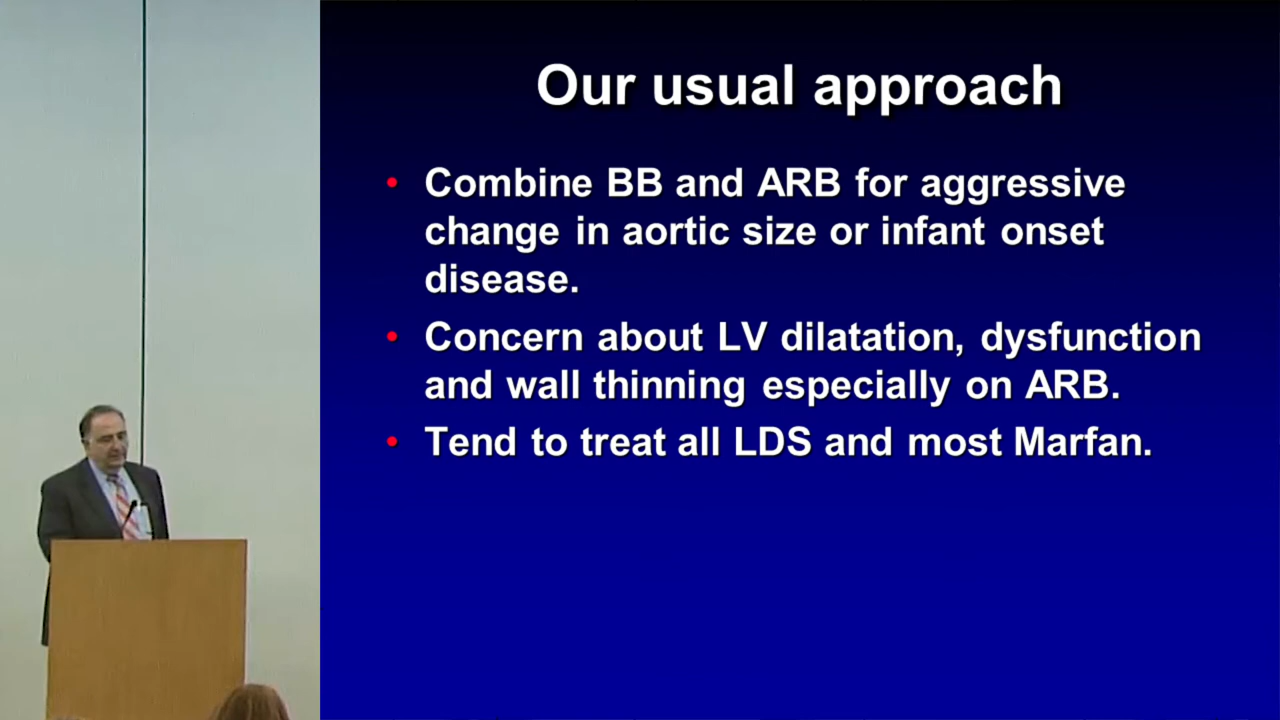 Our usual approach
• Combine BB and ARB for aggressive
change in aortic size or infant onset
disease.
• Concern about LV dilatation, dysfunction
and wall thinning especially on ARB.
• Tend to treat all LDS and most Marfan.